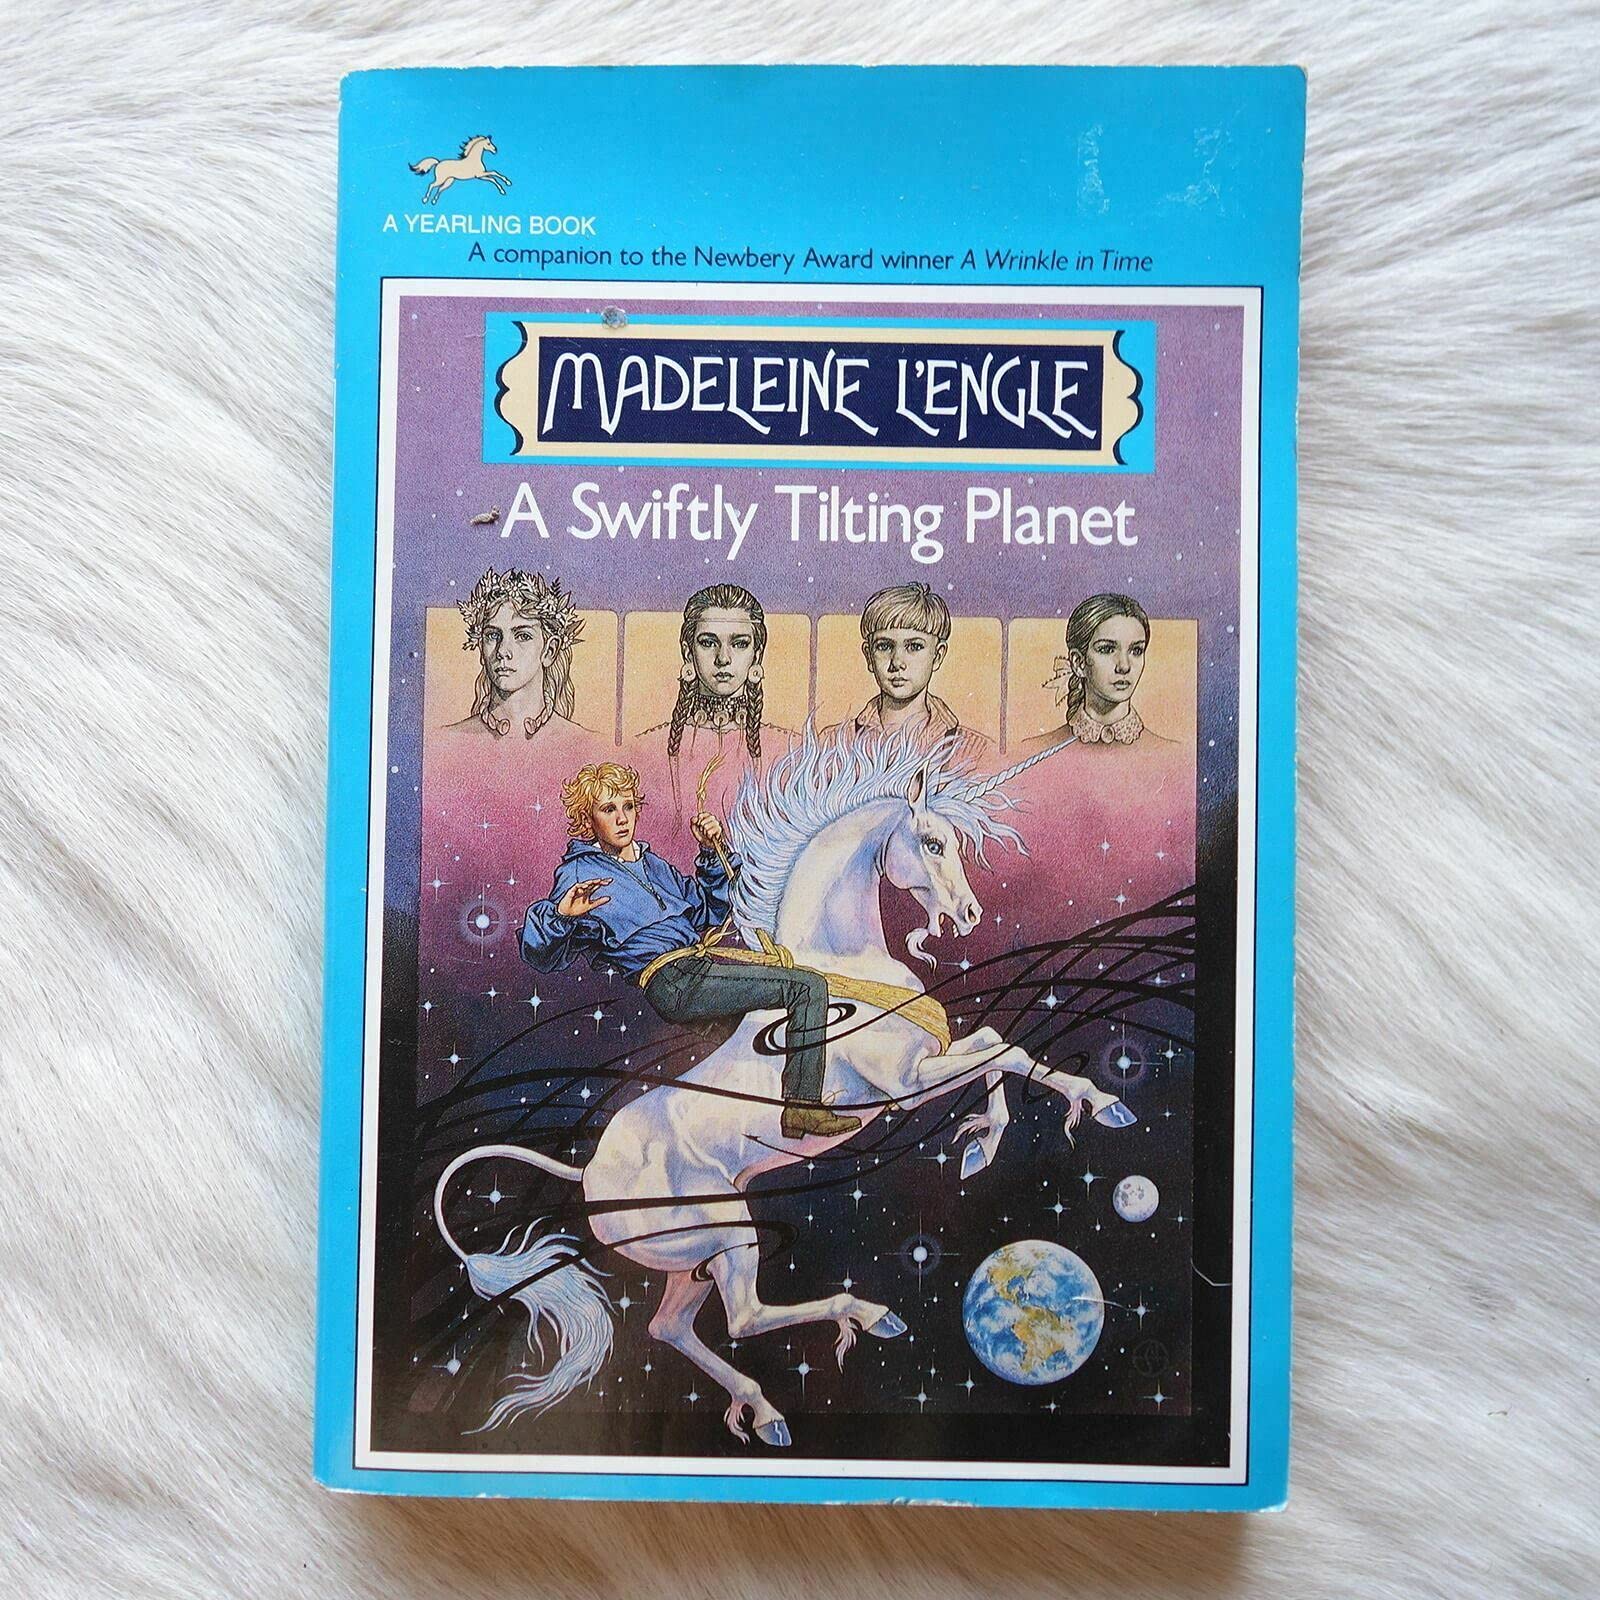 A YEARLING BOOK
A companion to the Newbery Award winner A Wrinkle in Time
MADELEINE L'ENGLE
A Swiftly Tilting Planet